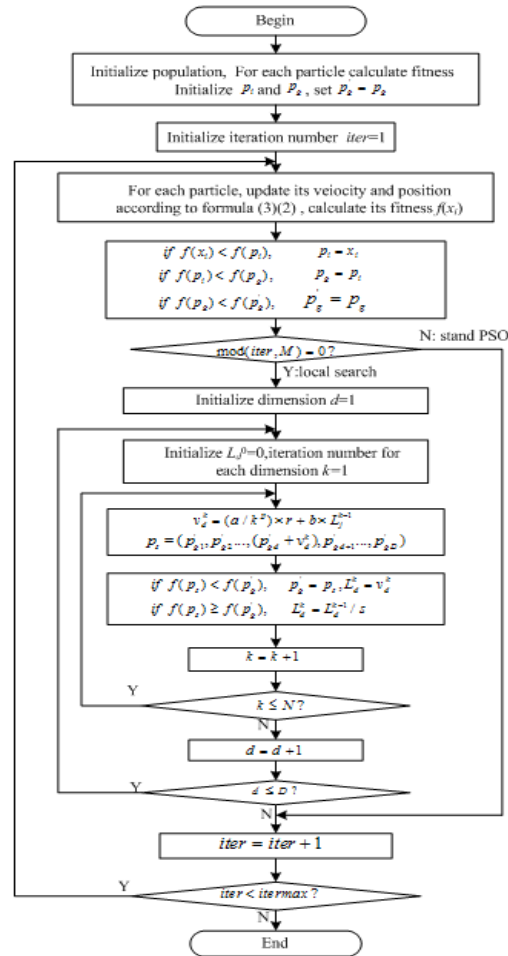 Begin
Initialize population, For each particle calculate fitness
Initialize p_i and p_g , set p'_g = p_g
Initialize iteration number iter=1
For each particle, update its veiocity and position
according to formula (3)(2) , calculate its fitness f(x_i)
if f(x_i) < f(p_i), p_i = x_i
if f(p_i) < f(p_g), p_g = p_i
if f(p_g) < f(p'_g), p'_g = p_g
N: stand PSO
mod(iter, M) = 0 ?
Y:local search
Initialize dimension d=1
Initialize L_d^0=0,iteration number for
each dimension k=1
v_d^k = (a / k^p) × r + b × L_j^{k-1}
p_s = (p'_{g1}, p'_{g2} ..., (p'_{gd} + v_d^k), p'_{gd+1} ..., p'_{gD})
if f(p_s) < f(p'_g), p'_g = p_s, L_d^k = v_d^k
if f(p_s) ≥ f(p'_g), L_d^k = L_d^{k-1} / s
k = k + 1
Y
k ≤ N ?
N
d = d + 1
Y
d ≤ D ?
N
iter = iter + 1
Y
iter < itermax ?
N
End